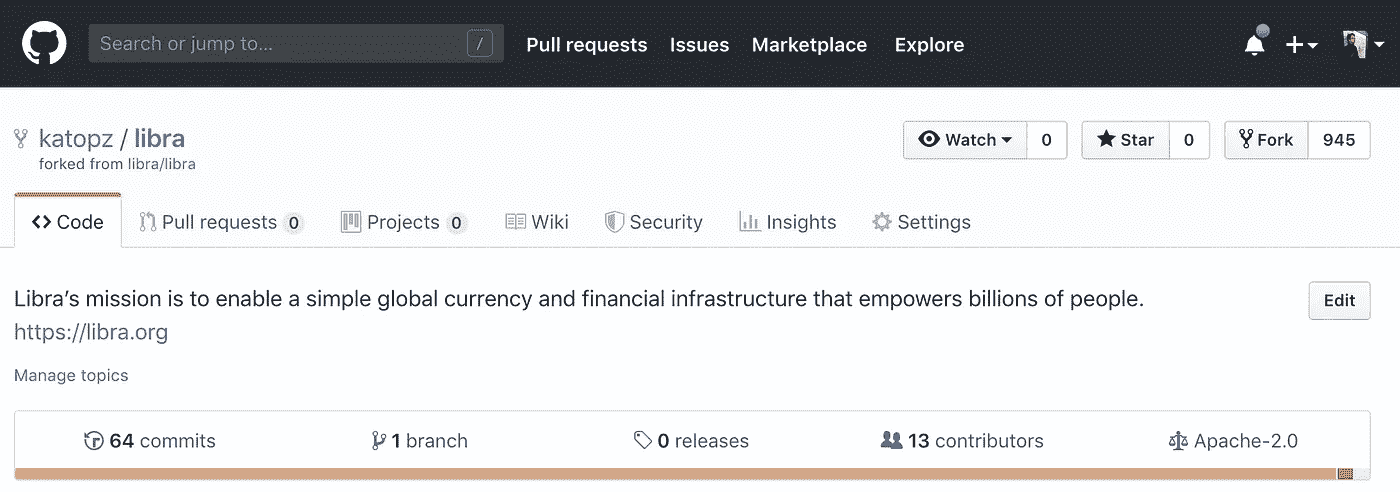 Search or jump to... / Pull requests Issues Marketplace Explore
katopz / libra Watch 0 Star 0 Fork 945
forked from libra/libra
Code Pull requests 0 Projects 0 Wiki Security Insights Settings
Libra’s mission is to enable a simple global currency and financial infrastructure that empowers billions of people. Edit
https://libra.org
Manage topics
64 commits 1 branch 0 releases 13 contributors Apache-2.0